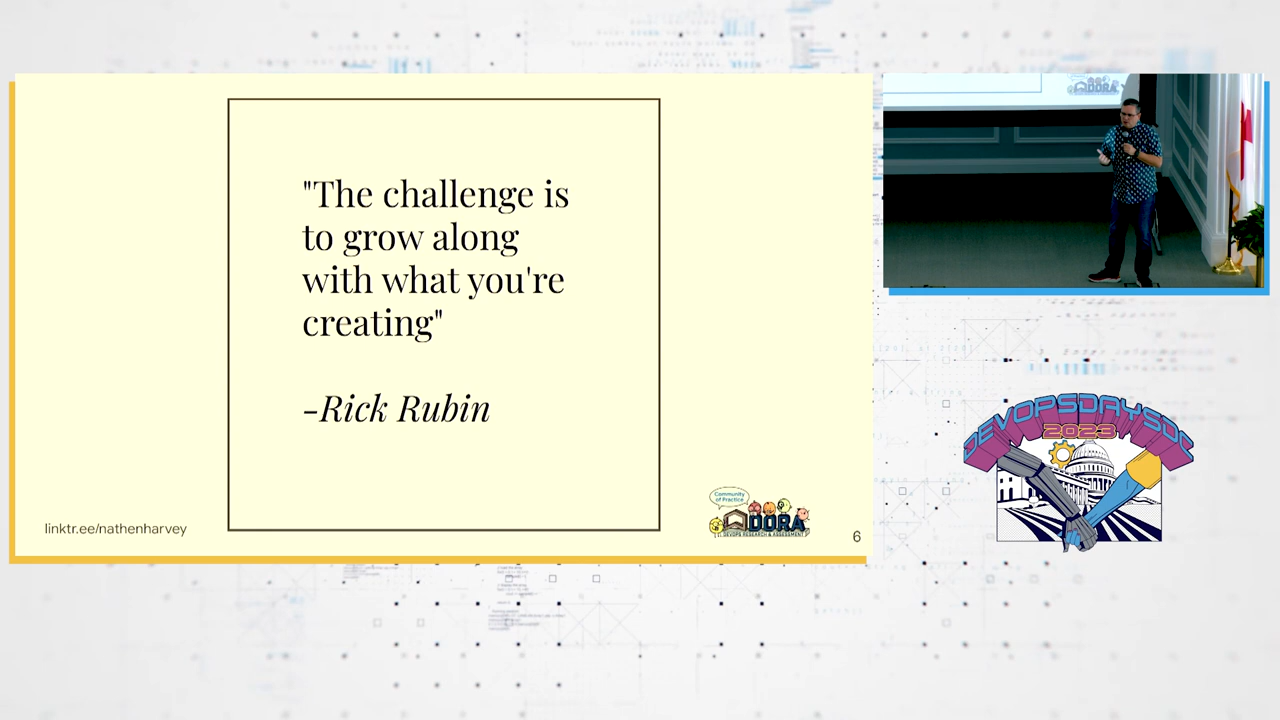 "The challenge is
to grow along
with what you're
creating"
-Rick Rubin
linktr.ee/nathenharvey
Community
of Practice
DORA
DEVOPS RESEARCH & ASSESSMENT
6
DORA
DEVOPSDAYSDC
2023